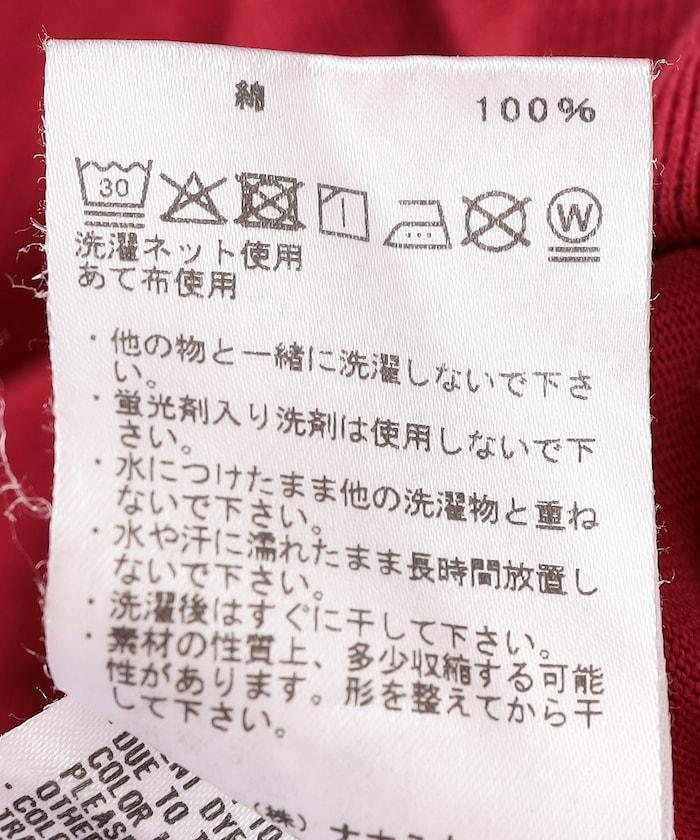 綿 100%
30 W
洗濯ネット使用
あて布使用
・他の物と一緒に洗濯しないで下さ
い。
・蛍光剤入り洗剤は使用しないで下
さい。
・水につけたまま他の洗濯物と重ね
ないで下さい。
・水や汗に濡れたまま長時間放置し
ないで下さい。
・洗濯後はすぐに干して下さい。
・素材の性質上、多少収縮する可能
性があります。形を整えてから干
して下さい。
(株)
DUE TO DYE
COLOR
PLEASE